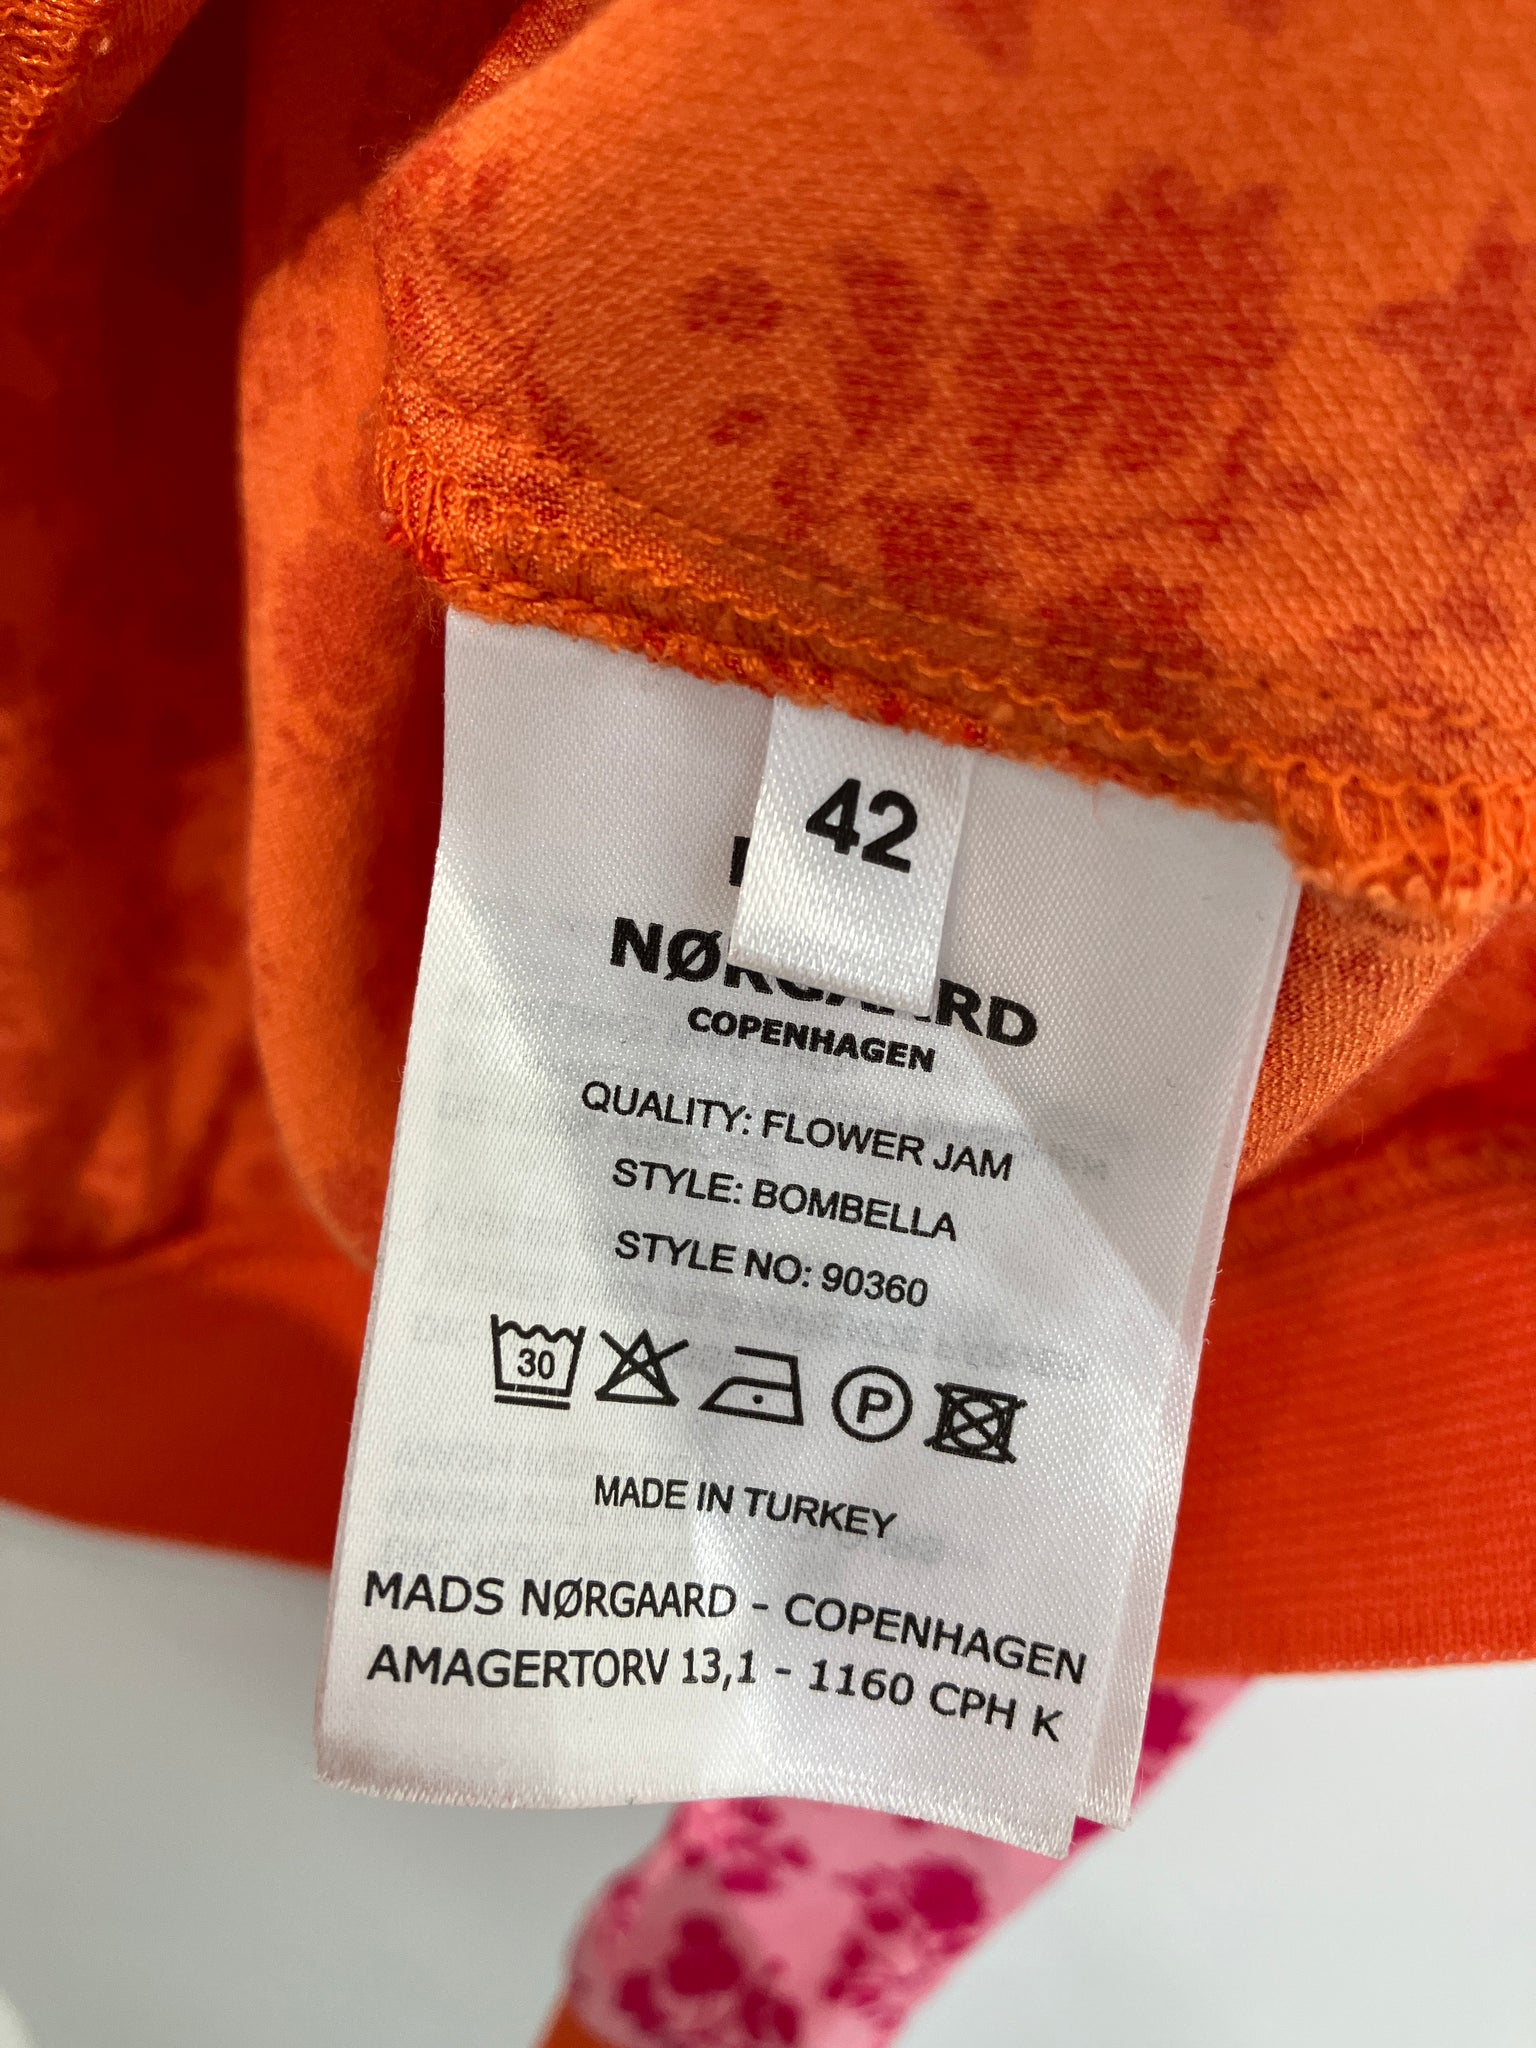 42
NØRGAARD
COPENHAGEN
QUALITY: FLOWER JAM
STYLE: BOMBELLA
STYLE NO: 90360
30 P
MADE IN TURKEY
MADS NØRGAARD - COPENHAGEN
AMAGERTORV 13,1 - 1160 CPH K